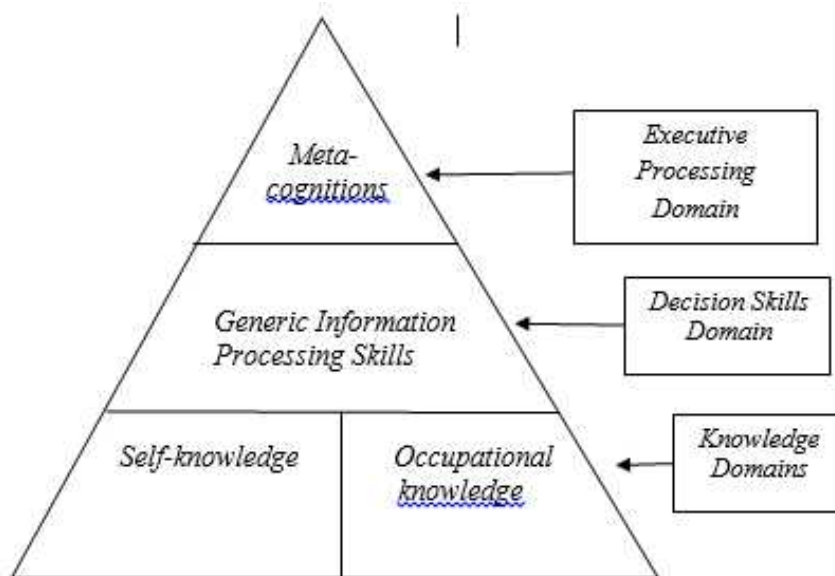 Meta-
cognitions
Executive
Processing
Domain
Generic Information
Processing Skills
Decision Skills
Domain
Self-knowledge
Occupational
knowledge
Knowledge
Domains